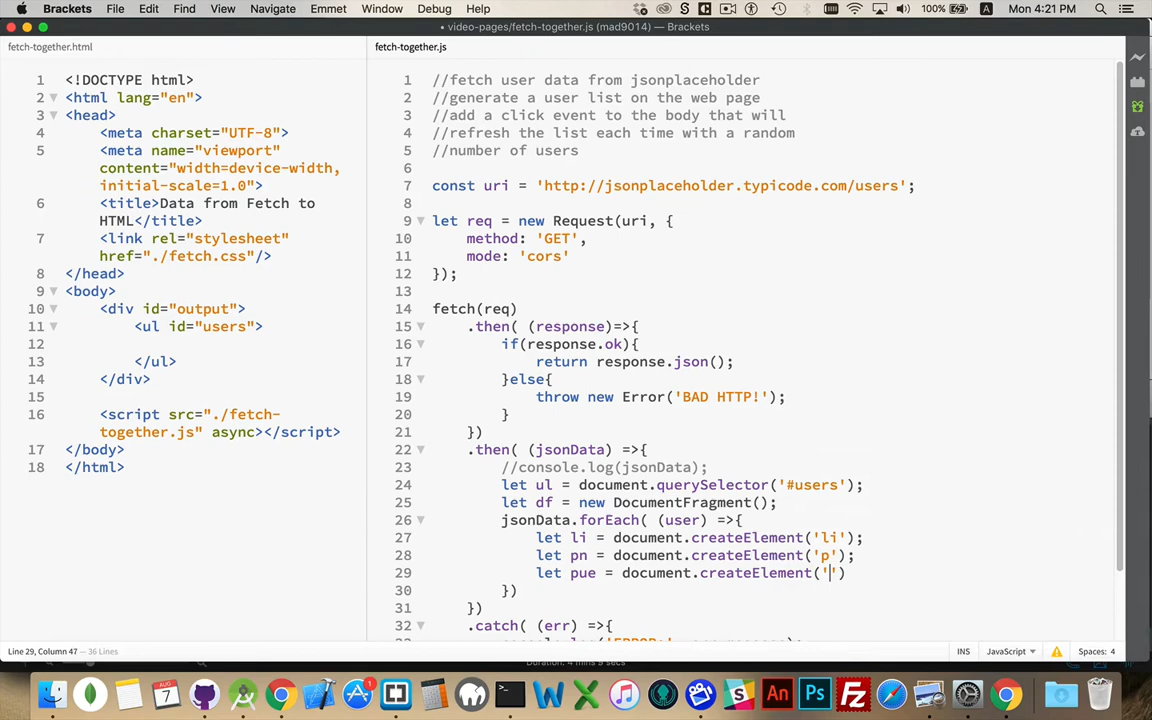 Brackets File Edit Find View Navigate Emmet Window Debug Help 100% Mon 4:21 PM
• video-pages/fetch-together.js (mad9014) — Brackets
fetch-together.html
1 <!DOCTYPE html>
2 <html lang="en">
3 <head>
4 <meta charset="UTF-8">
5 <meta name="viewport"
content="width=device-width,
initial-scale=1.0">
6 <title>Data from Fetch to
HTML</title>
7 <link rel="stylesheet"
href="./fetch.css"/>
8 </head>
9 <body>
10 <div id="output">
11 <ul id="users">
12
13 </ul>
14 </div>
15
16 <script src="./fetch-
together.js" async></script>
17 </body>
18 </html>
fetch-together.js
1 //fetch user data from jsonplaceholder
2 //generate a user list on the web page
3 //add a click event to the body that will
4 //refresh the list each time with a random
5 //number of users
6
7 const uri = 'http://jsonplaceholder.typicode.com/users';
8
9 let req = new Request(uri, {
10 method: 'GET',
11 mode: 'cors'
12 });
13
14 fetch(req)
15 .then( (response)=>{
16 if(response.ok){
17 return response.json();
18 }else{
19 throw new Error('BAD HTTP!');
20 }
21 })
22 .then( (jsonData) =>{
23 //console.log(jsonData);
24 let ul = document.querySelector('#users');
25 let df = new DocumentFragment();
26 jsonData.forEach( (user) =>{
27 let li = document.createElement('li');
28 let pn = document.createElement('p');
29 let pue = document.createElement('')
30 })
31 })
32 .catch( (err) =>{
Line 29, Column 47 — 36 Lines
INS JavaScript Spaces: 4